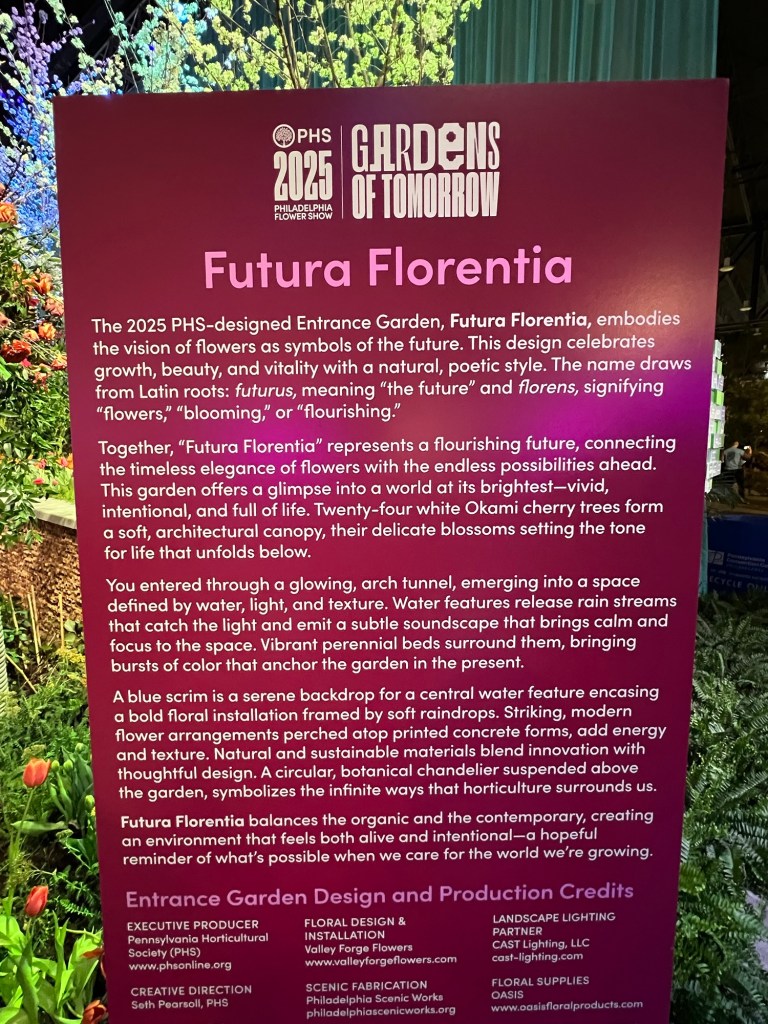 PHS
2025
PHILADELPHIA
FLOWER SHOW
GARDENS
OF TOMORROW
Futura Florentia
The 2025 PHS-designed Entrance Garden, Futura Florentia, embodies
the vision of flowers as symbols of the future. This design celebrates
growth, beauty, and vitality with a natural, poetic style. The name draws
from Latin roots: futurus, meaning “the future” and florens, signifying
“flowers,” “blooming,” or “flourishing.”
Together, “Futura Florentia” represents a flourishing future, connecting
the timeless elegance of flowers with the endless possibilities ahead.
This garden offers a glimpse into a world at its brightest—vivid,
intentional, and full of life. Twenty-four white Okami cherry trees form
a soft, architectural canopy, their delicate blossoms setting the tone
for life that unfolds below.
You entered through a glowing, arch tunnel, emerging into a space
defined by water, light, and texture. Water features release rain streams
that catch the light and emit a subtle soundscape that brings calm and
focus to the space. Vibrant perennial beds surround them, bringing
bursts of color that anchor the garden in the present.
A blue scrim is a serene backdrop for a central water feature encasing
a bold floral installation framed by soft raindrops. Striking, modern
flower arrangements perched atop printed concrete forms, add energy
and texture. Natural and sustainable materials blend innovation with
thoughtful design. A circular, botanical chandelier suspended above
the garden, symbolizes the infinite ways that horticulture surrounds us.
Futura Florentia balances the organic and the contemporary, creating
an environment that feels both alive and intentional—a hopeful
reminder of what’s possible when we care for the world we’re growing.
Entrance Garden Design and Production Credits
EXECUTIVE PRODUCER
Pennsylvania Horticultural
Society (PHS)
www.phsonline.org
CREATIVE DIRECTION
Seth Pearsoll, PHS
FLORAL DESIGN &
INSTALLATION
Valley Forge Flowers
www.valleyforgeflowers.com
SCENIC FABRICATION
Philadelphia Scenic Works
philadelphiascenicworks.org
LANDSCAPE LIGHTING
PARTNER
CAST Lighting, LLC
cast-lighting.com
FLORAL SUPPLIES
OASIS
www.oasisfloralproducts.com